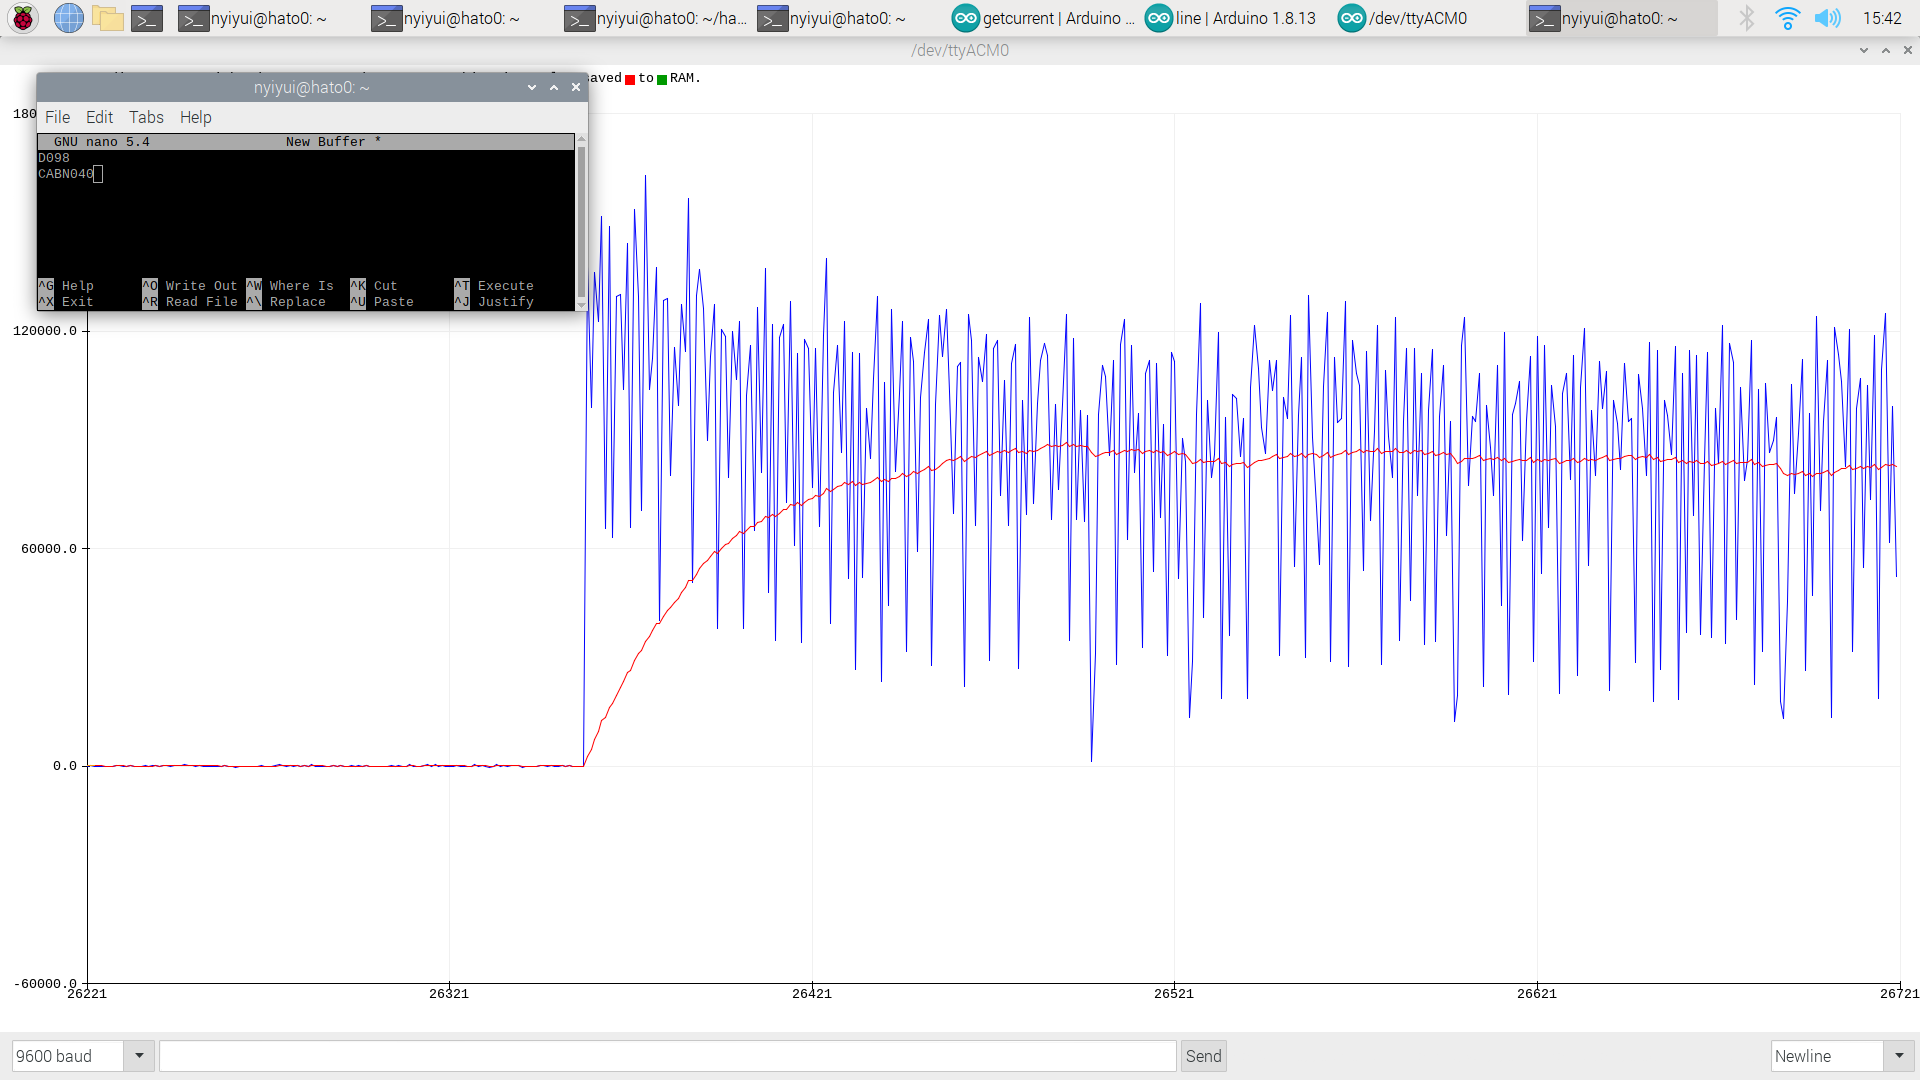 nyiyui@hato0: ~
nyiyui@hato0: ~
nyiyui@hato0: ~/ha...
nyiyui@hato0: ~
getcurrent | Arduino ...
line | Arduino 1.8.13
/dev/ttyACM0
nyiyui@hato0: ~
15:42
/dev/ttyACM0
saved to RAM.
nyiyui@hato0: ~
File Edit Tabs Help
GNU nano 5.4 New Buffer *
D098
CABN040
^G Help ^O Write Out ^W Where Is ^K Cut ^T Execute
^X Exit ^R Read File ^\ Replace ^U Paste ^J Justify
180
120000.0
60000.0
0.0
-60000.0
26221 26321 26421 26521 26621 26721
9600 baud
Send
Newline